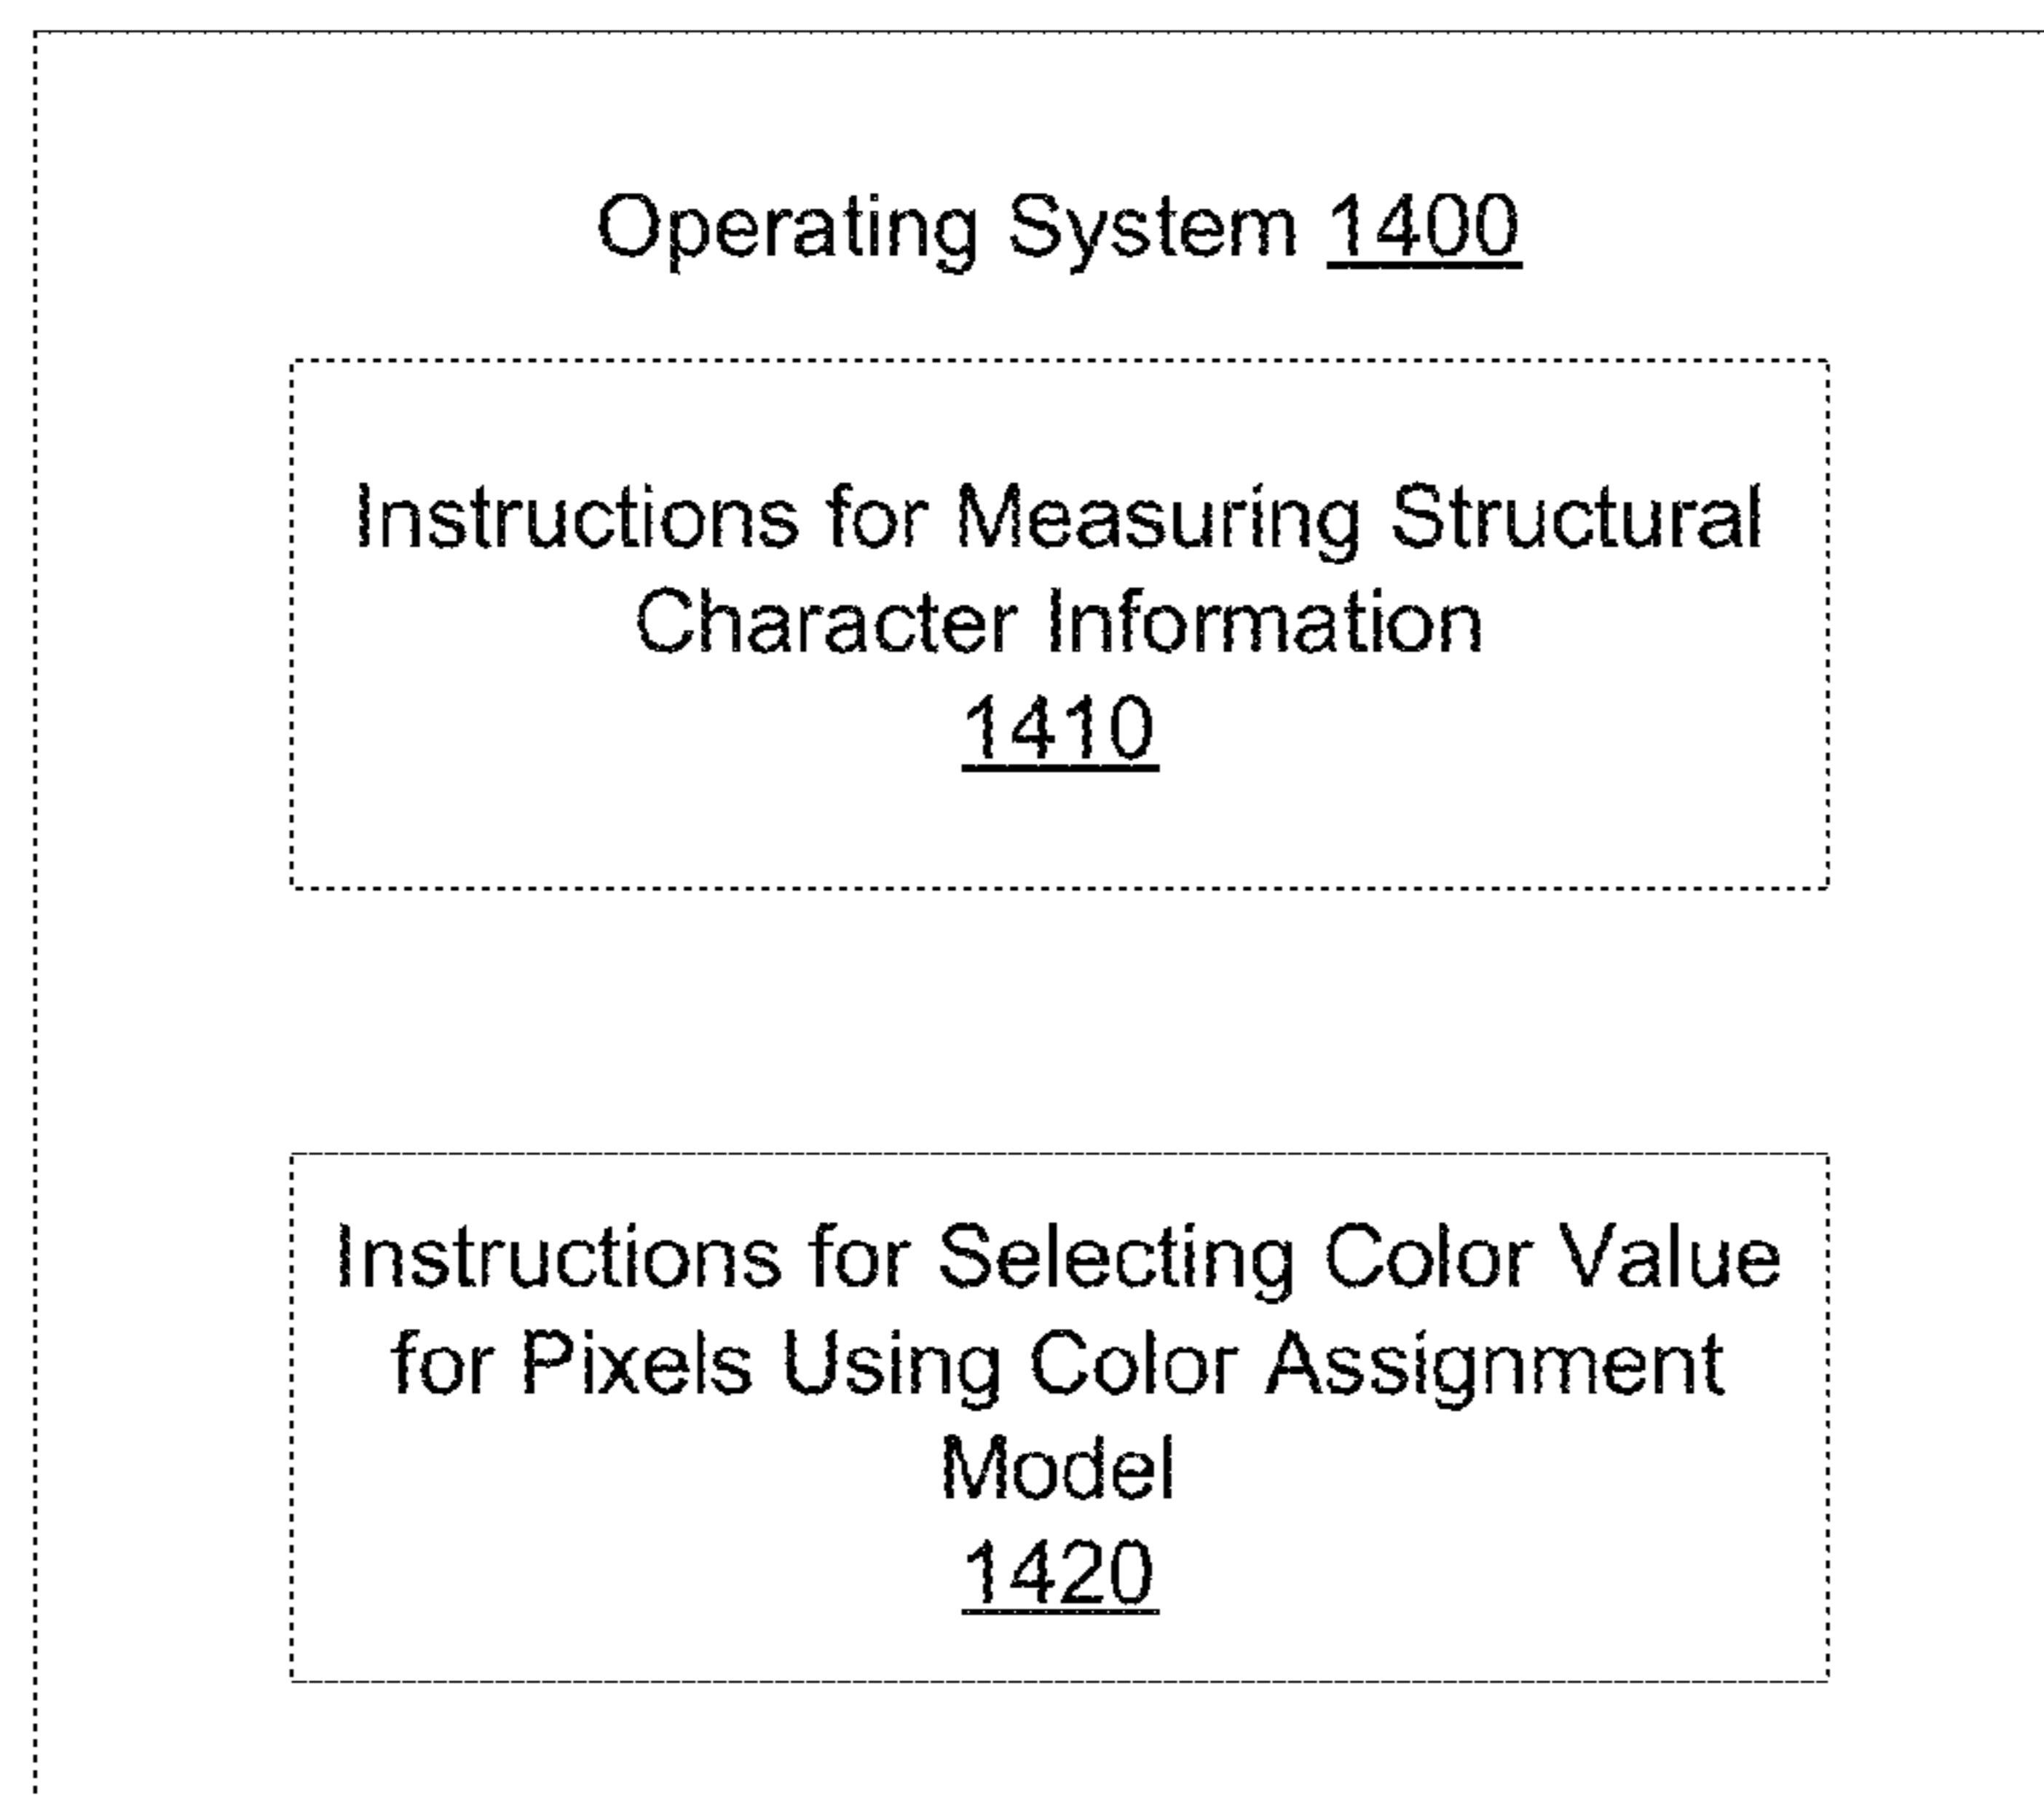 Operating System 1400
Instructions for Measuring Structural
Character Information
1410
Instructions for Selecting Color Value
for Pixels Using Color Assignment
Model
1420